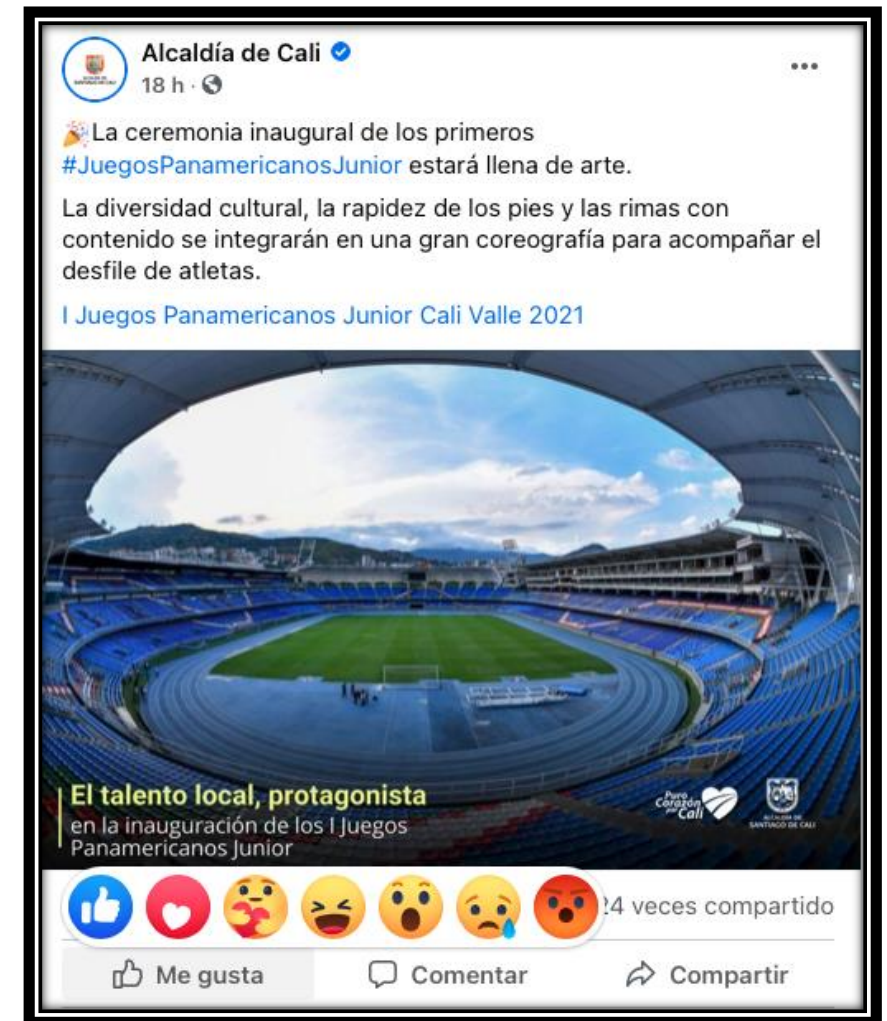 Alcaldía de Cali
18 h ·
La ceremonia inaugural de los primeros
#JuegosPanamericanosJunior estará llena de arte.
La diversidad cultural, la rapidez de los pies y las rimas con
contenido se integrarán en una gran coreografía para acompañar el
desfile de atletas.
I Juegos Panamericanos Junior Cali Valle 2021
El talento local, protagonista
en la inauguración de los I Juegos
Panamericanos Junior
Puro
Corazón
por Cali
ALCALDÍA DE
SANTIAGO DE CALI
24 veces compartido
Me gusta
Comentar
Compartir